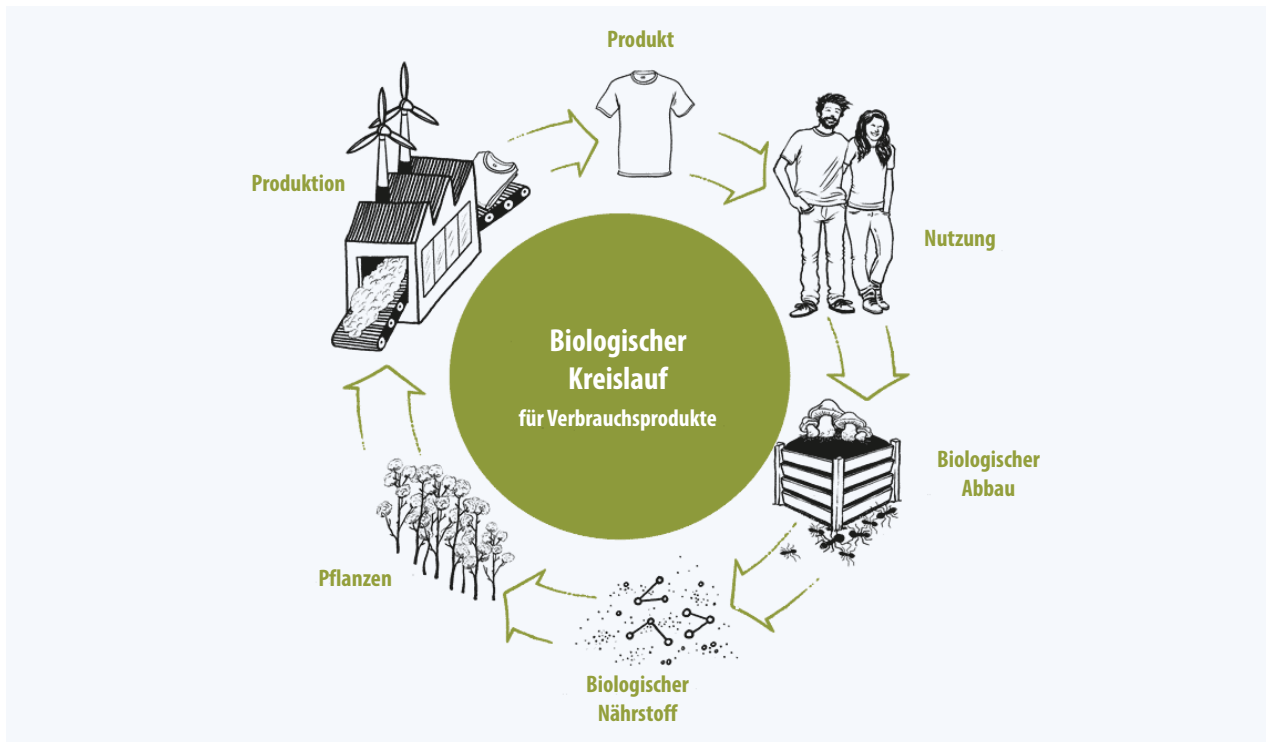 Produkt
Produktion
Nutzung
Biologischer
Kreislauf
für Verbrauchsprodukte
Biologischer
Abbau
Pflanzen
Biologischer
Nährstoff